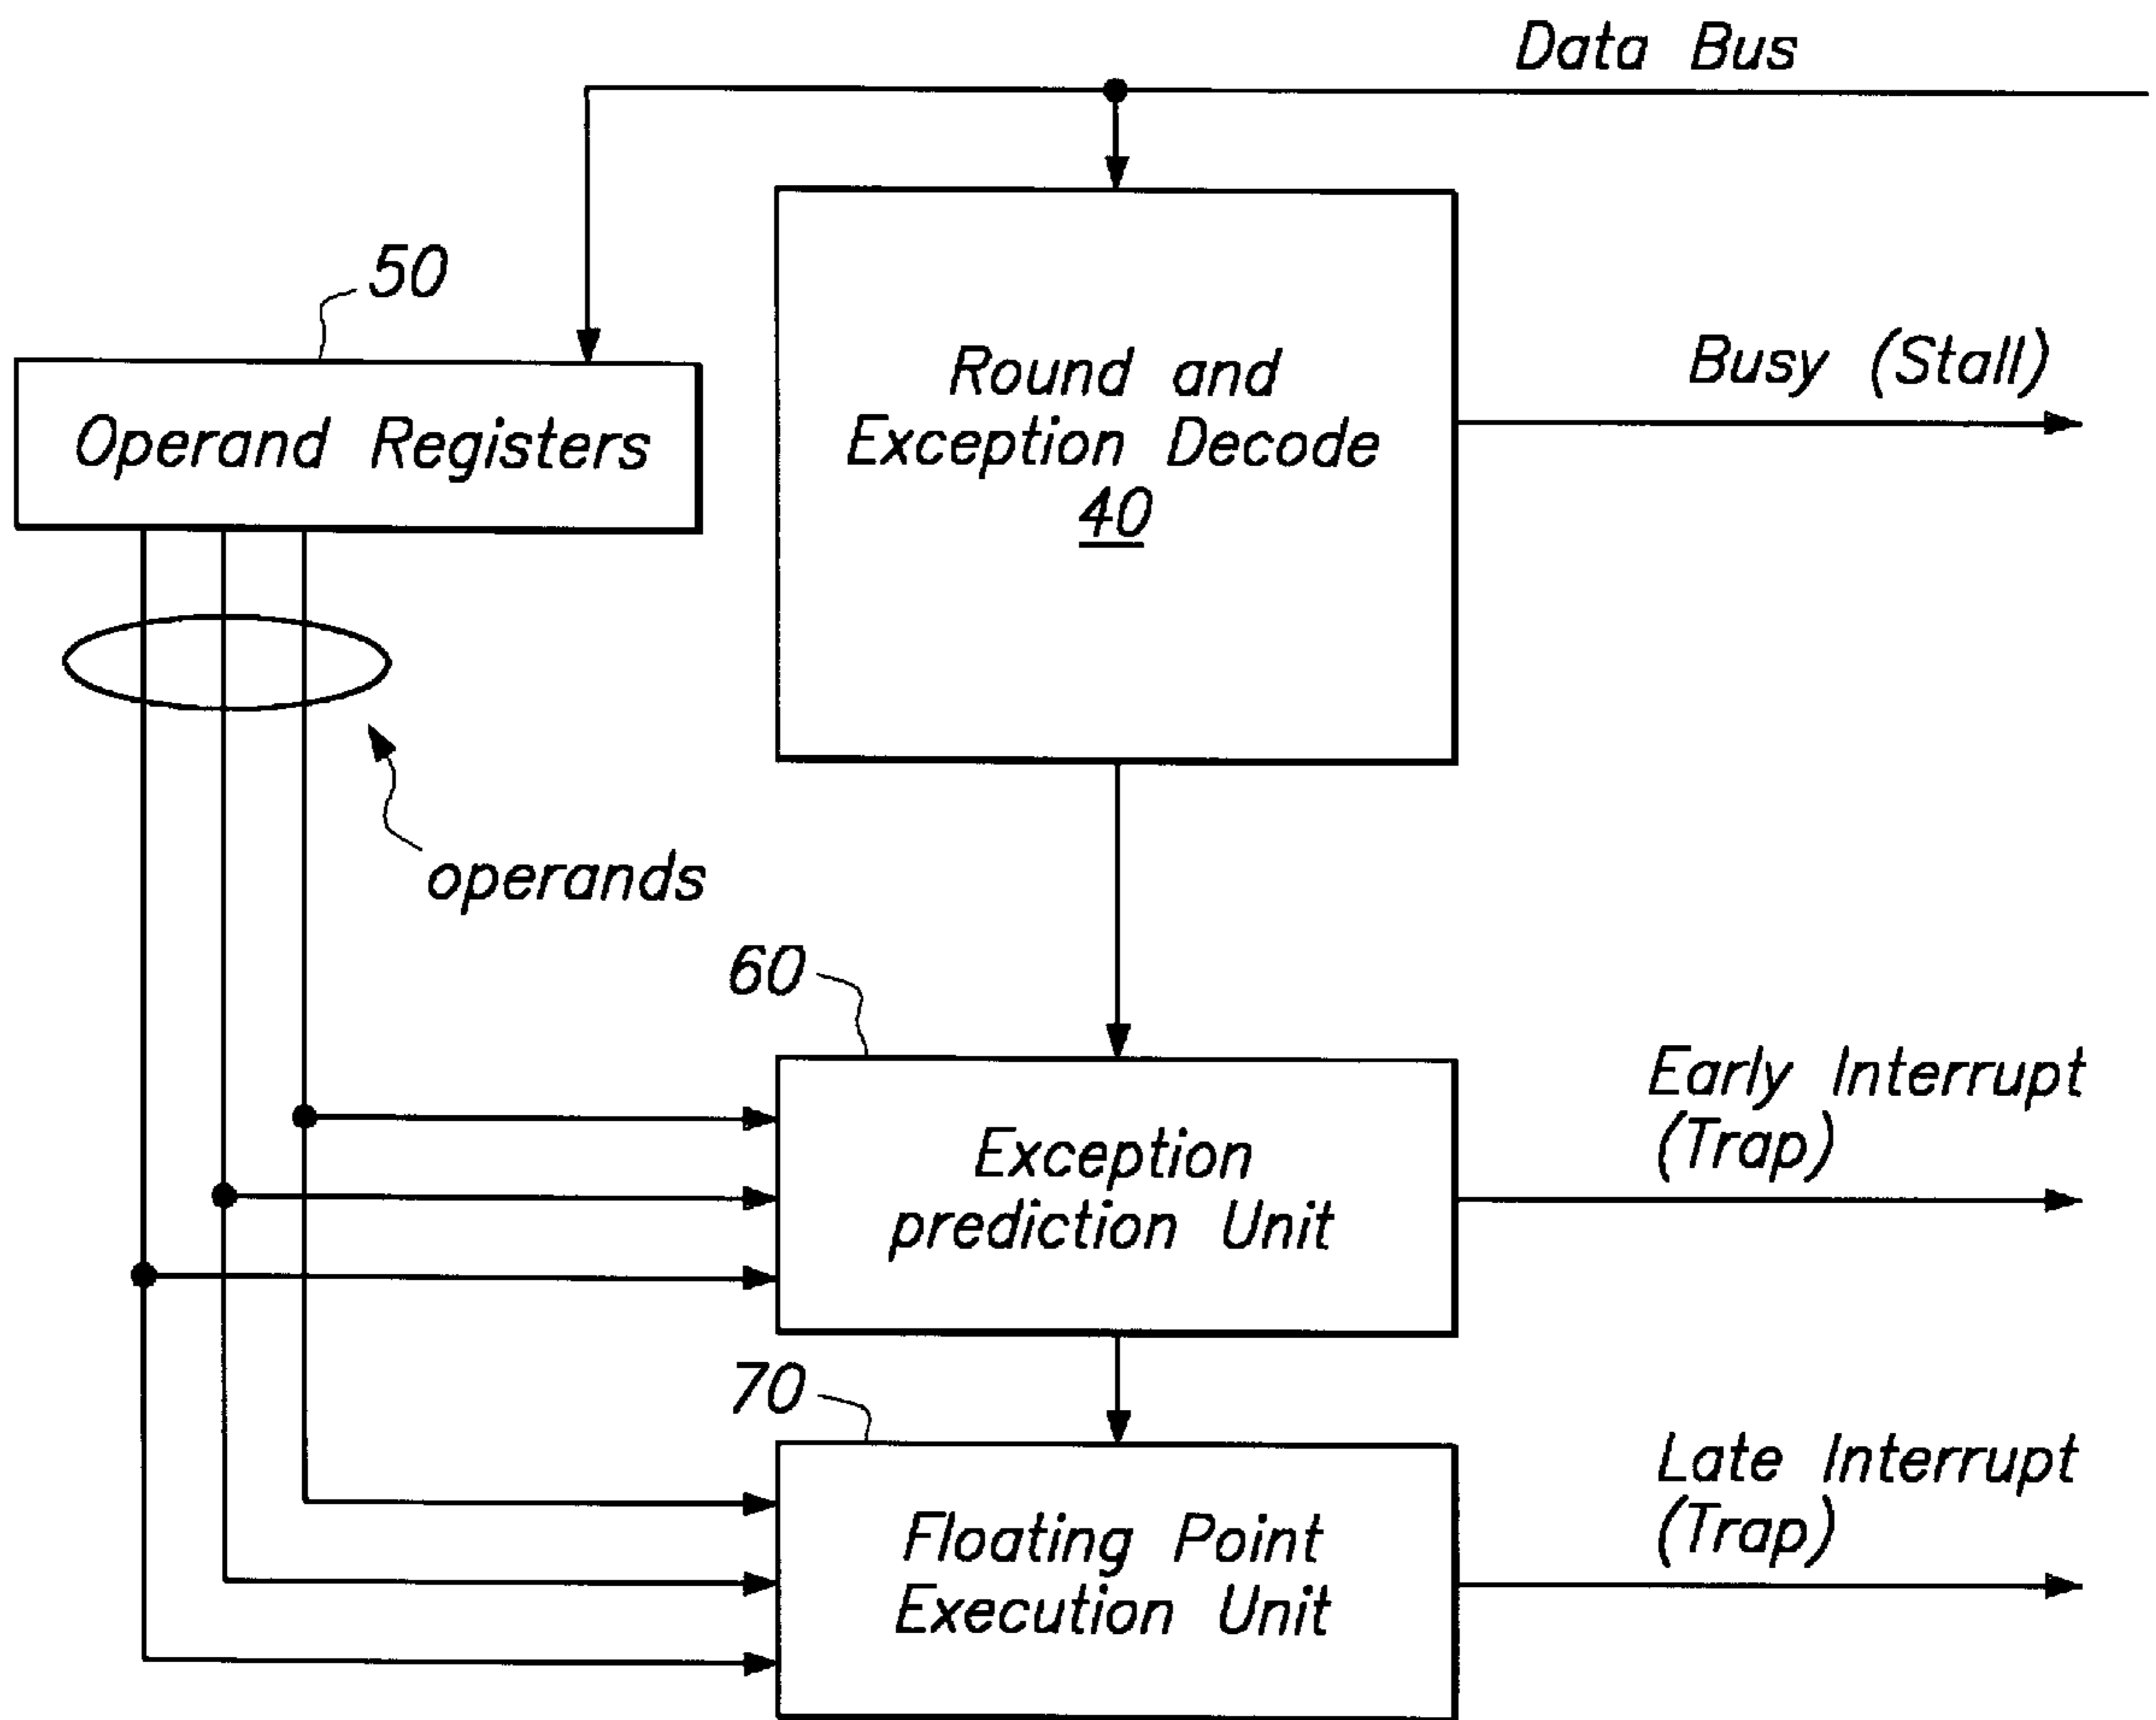 Data Bus
50
Operand Registers
Round and
Exception Decode
40
Busy (Stall)
operands
60
Exception
prediction Unit
Early Interrupt
(Trap)
70
Floating Point
Execution Unit
Late Interrupt
(Trap)